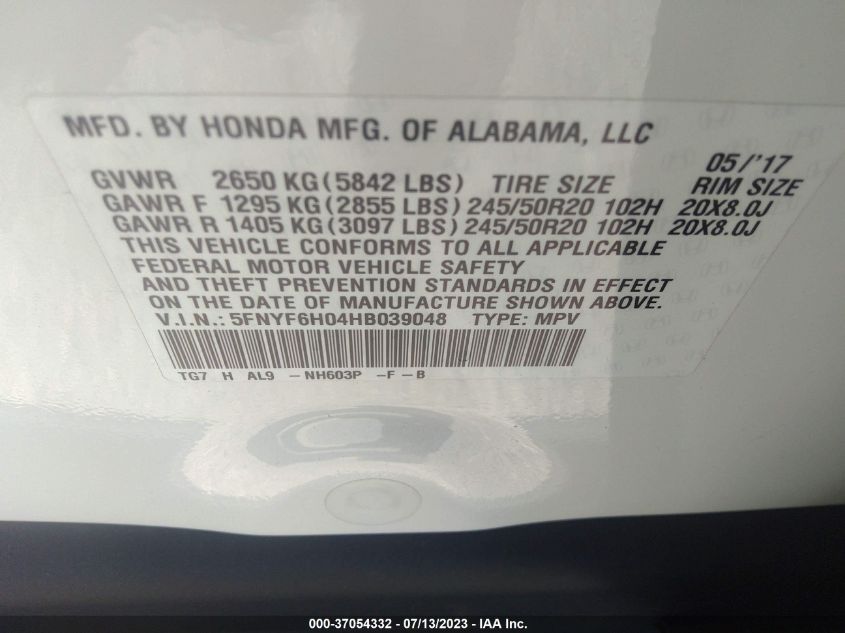 MFD. BY HONDA MFG. OF ALABAMA, LLC
05/'17
GVWR 2650 KG(5842 LBS) TIRE SIZE RIM SIZE
GAWR F 1295 KG(2855 LBS) 245/50R20 102H 20X8.0J
GAWR R 1405 KG(3097 LBS) 245/50R20 102H 20X8.0J
THIS VEHICLE CONFORMS TO ALL APPLICABLE
FEDERAL MOTOR VEHICLE SAFETY
AND THEFT PREVENTION STANDARDS IN EFFECT
ON THE DATE OF MANUFACTURE SHOWN ABOVE.
V.I.N.: 5FNYF6H04HB039048 TYPE: MPV
TG7 H AL9 - NH603P -F-B
000-37054332 - 07/13/2023 - IAA Inc.